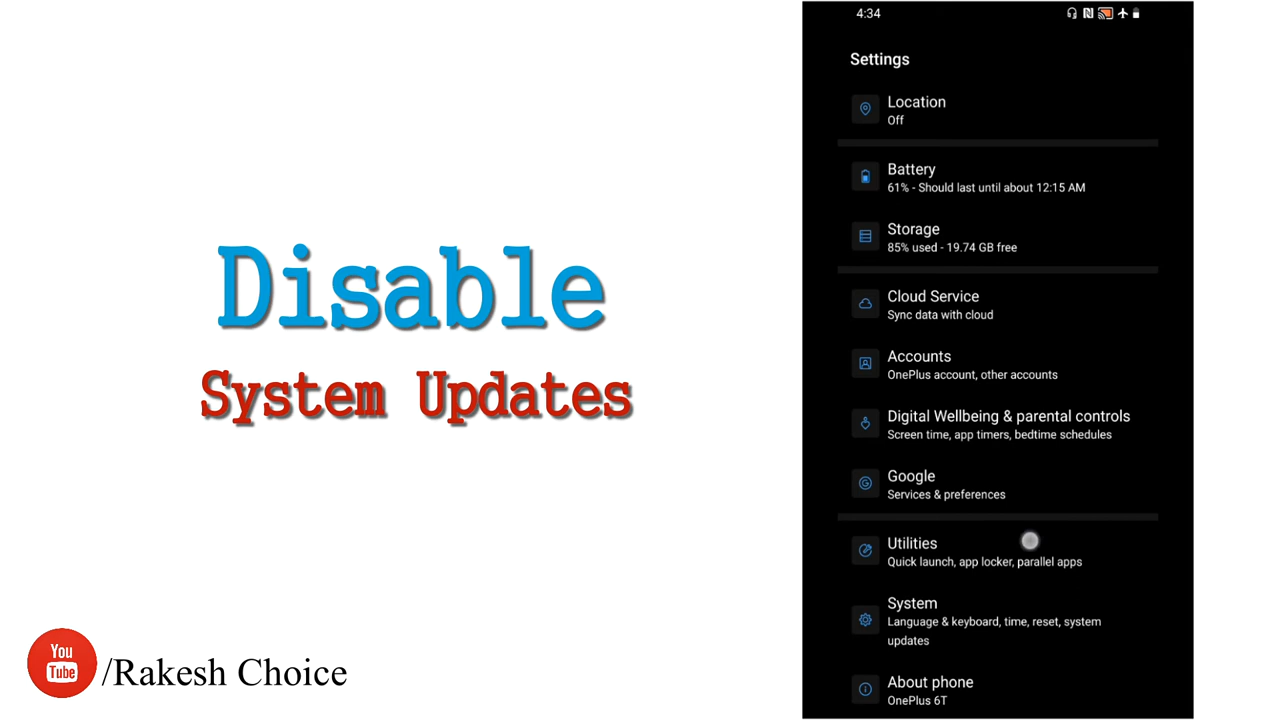 Disable
System Updates
You
Tube
/Rakesh Choice
4:34
Settings
Location
Off
Battery
61% - Should last until about 12:15 AM
Storage
85% used - 19.74 GB free
Cloud Service
Sync data with cloud
Accounts
OnePlus account, other accounts
Digital Wellbeing & parental controls
Screen time, app timers, bedtime schedules
Google
Services & preferences
Utilities
Quick launch, app locker, parallel apps
System
Language & keyboard, time, reset, system
updates
About phone
OnePlus 6T